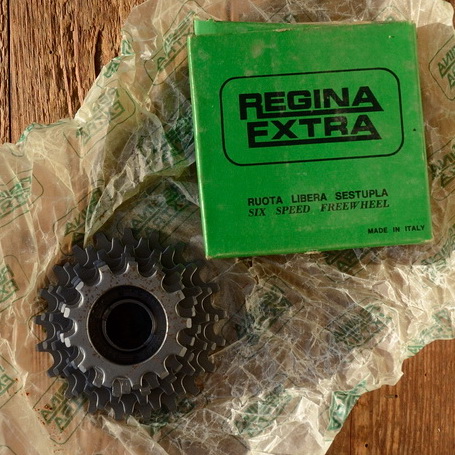 REGINA
EXTRA
RUOTA LIBERA SESTUPLA
SIX SPEED FREEWHEEL
MADE IN ITALY